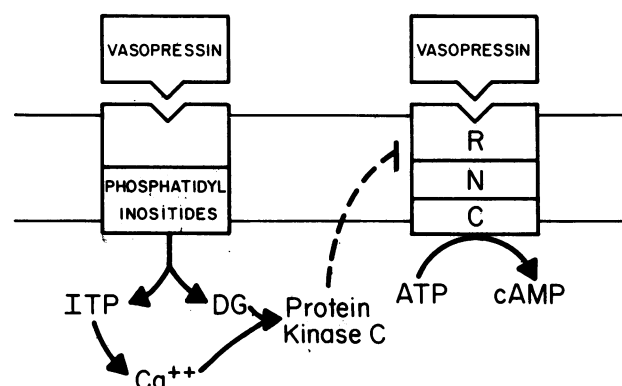 VASOPRESSIN
VASOPRESSIN
PHOSPHATIDYL
INOSITIDES
R
N
C
ITP
DG
Protein
Kinase C
ATP
cAMP
Ca++